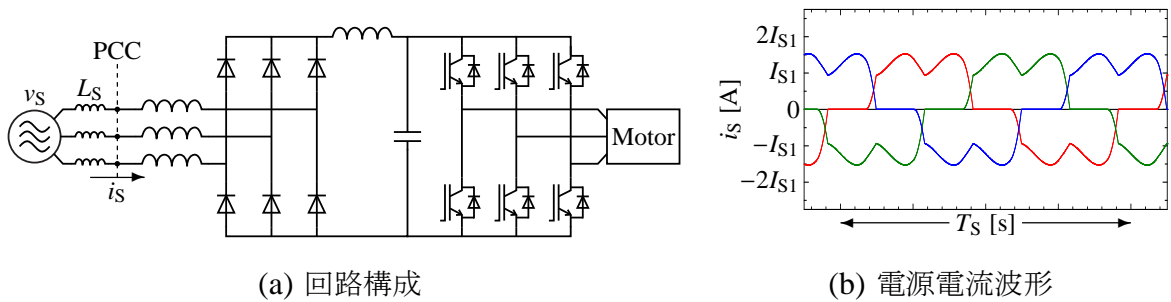 PCC
vS
LS
iS
Motor
(a) 回路構成
iS [A]
2IS1
IS1
0
−IS1
−2IS1
TS [s]
(b) 電源電流波形